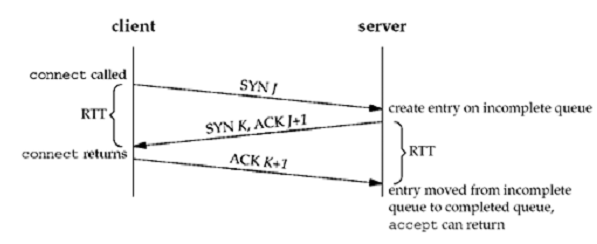 client
server
connect called
SYN J
create entry on incomplete queue
RTT
SYN K, ACK J+1
RTT
connect returns
ACK K+1
entry moved from incomplete
queue to completed queue,
accept can return